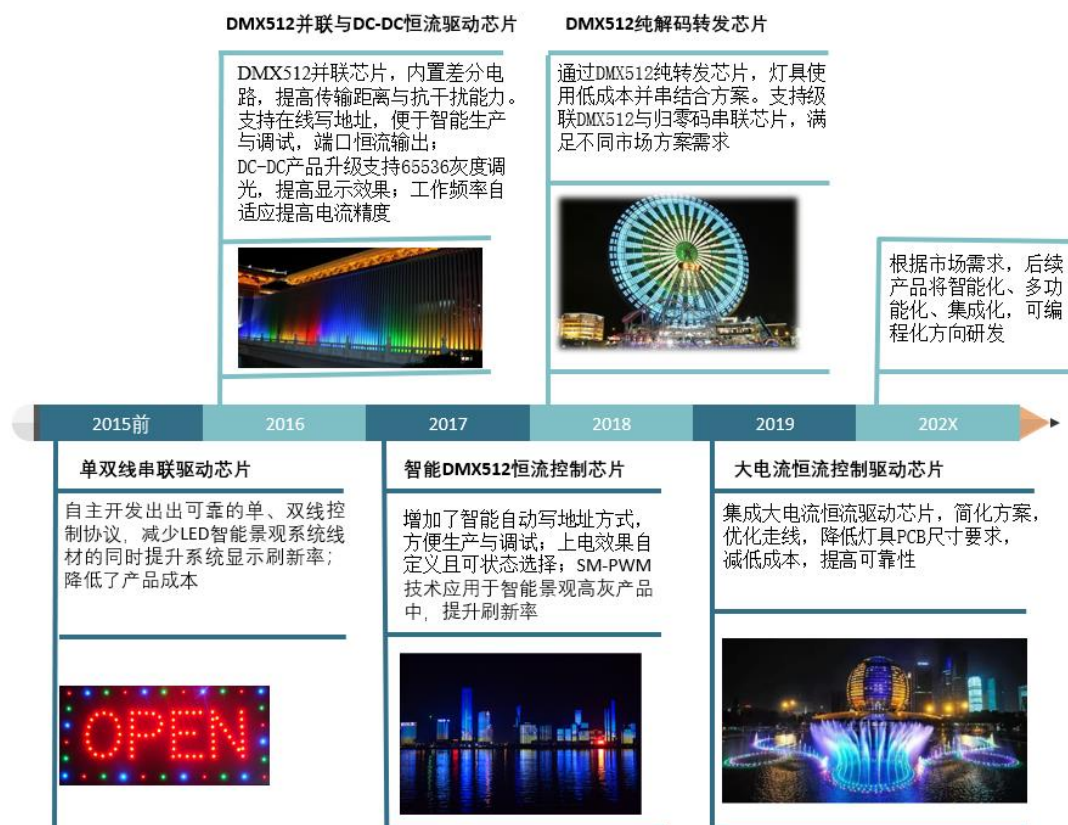 DMX512并联与DC-DC恒流驱动芯片
DMX512并联芯片，内置差分电
路，提高传输距离与抗干扰能力。
支持在线写地址，便于智能生产
与调试，端口恒流输出；
DC-DC产品升级支持65536灰度调
光，提高显示效果；工作频率自
适应提高电流精度
DMX512纯解码转发芯片
通过DMX512纯转发芯片，灯具使
用低成本并串结合方案。支持级
联DMX512与归零码串联芯片，满
足不同市场方案需求
根据市场需求，后续
产品将智能化、多功
能化、集成化，可编
程化方向研发
2015前
2016
2017
2018
2019
202X
单双线串联驱动芯片
自主开发出出可靠的单、双线控
制协议，减少LED智能景观系统线
材的同时提升系统显示刷新率；
降低了产品成本
OPEN
智能DMX512恒流控制芯片
增加了智能自动写地址方式，
方便生产与调试；上电效果自
定义且可状态选择；SM-PWM
技术应用于智能景观高灰产品
中，提升刷新率
大电流恒流控制驱动芯片
集成大电流恒流驱动芯片，简化方案，
优化走线，降低灯具PCB尺寸要求，
减低成本，提高可靠性